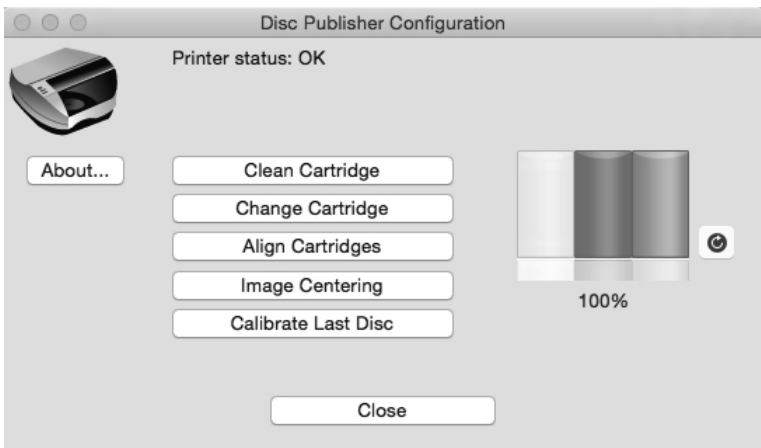 Disc Publisher Configuration
Printer status: OK
About...
Clean Cartridge
Change Cartridge
Align Cartridges
Image Centering
Calibrate Last Disc
100%
Close